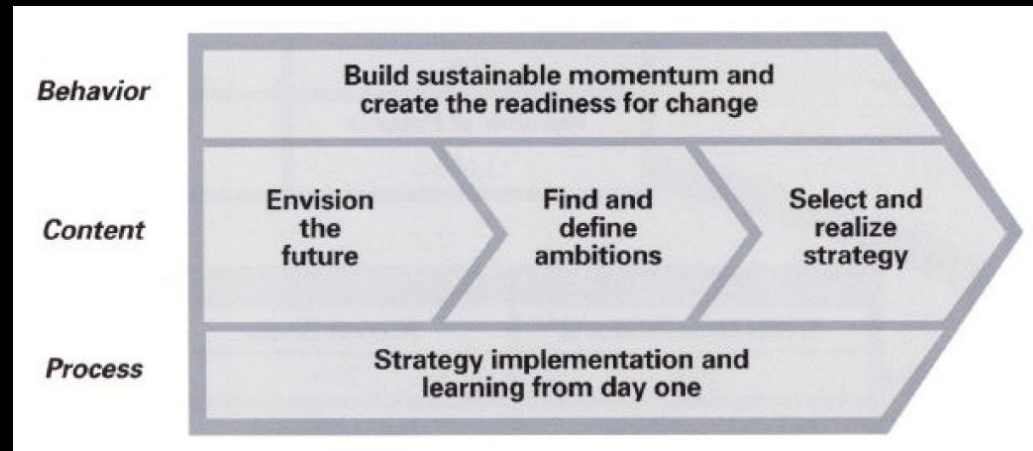 Behavior
Build sustainable momentum and
create the readiness for change
Content
Envision
the
future
Find and
define
ambitions
Select and
realize
strategy
Process
Strategy implementation and
learning from day one